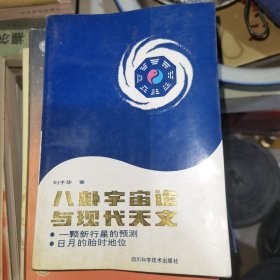 刘子华 著
八卦宇宙论
与现代天文
一颗新行星的预测
日月的胎时地位
四川科学技术出版社